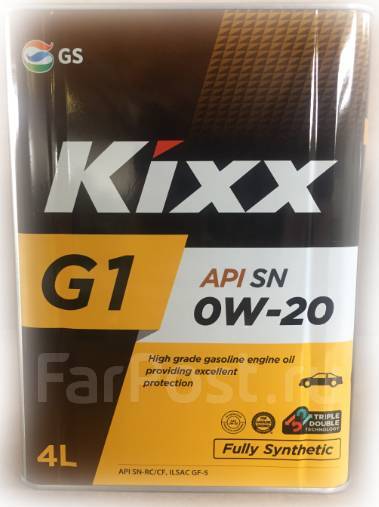 GS
Kixx
G1
API SN
0W-20
High grade gasoline engine oil
providing excellent
protection
FarPost.ru
TRIPLE
DOUBLE
TECHNOLOGY
Fully Synthetic
4L
API SN-RC/CF, ILSAC GF-5